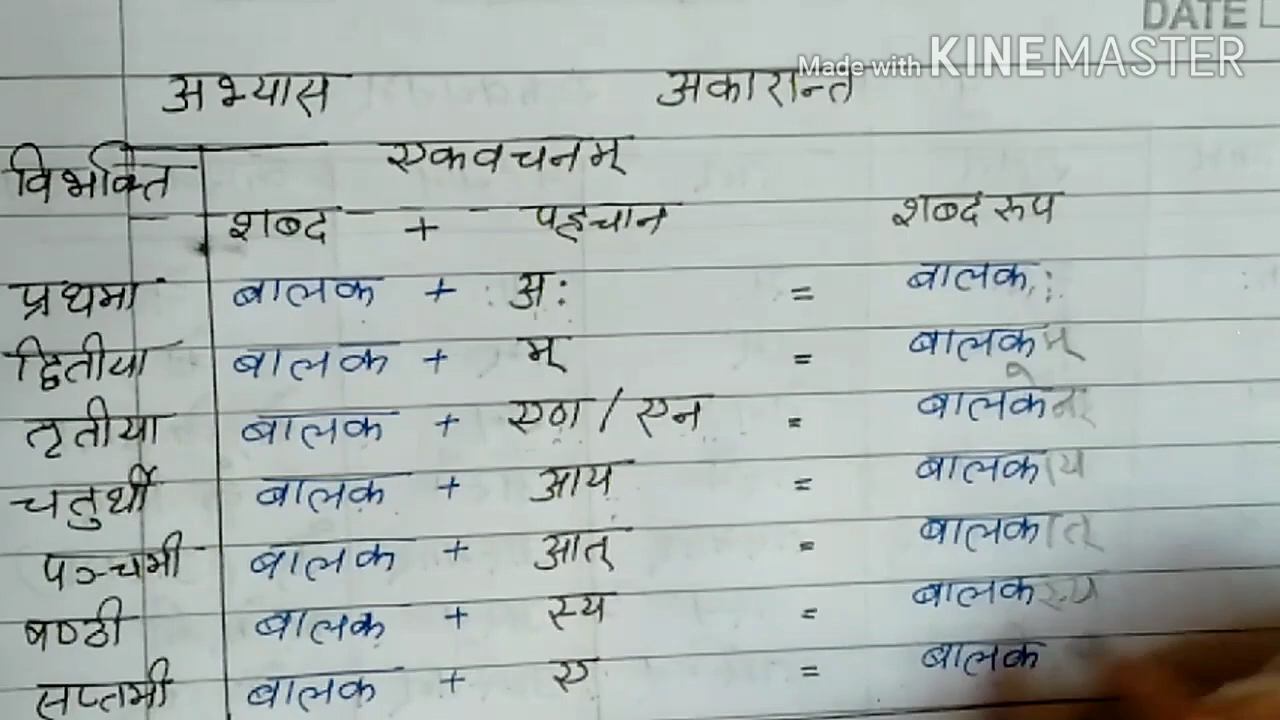 DATE
Made with KINEMASTER
अभ्यास अकारान्त
विभक्ति एकवचनम्
शब्द + पहचान शब्द रूप
प्रथमा बालक + अः = बालकः
द्वितीया बालक + म् = बालकम्
तृतीया बालक + एण / एन = बालकेन
चतुर्थी बालक + आय = बालकाय
पञ्चमी बालक + आत् = बालकात्
षष्ठी बालक + स्य = बालकस्य
सप्तमी बालक + ए = बालक